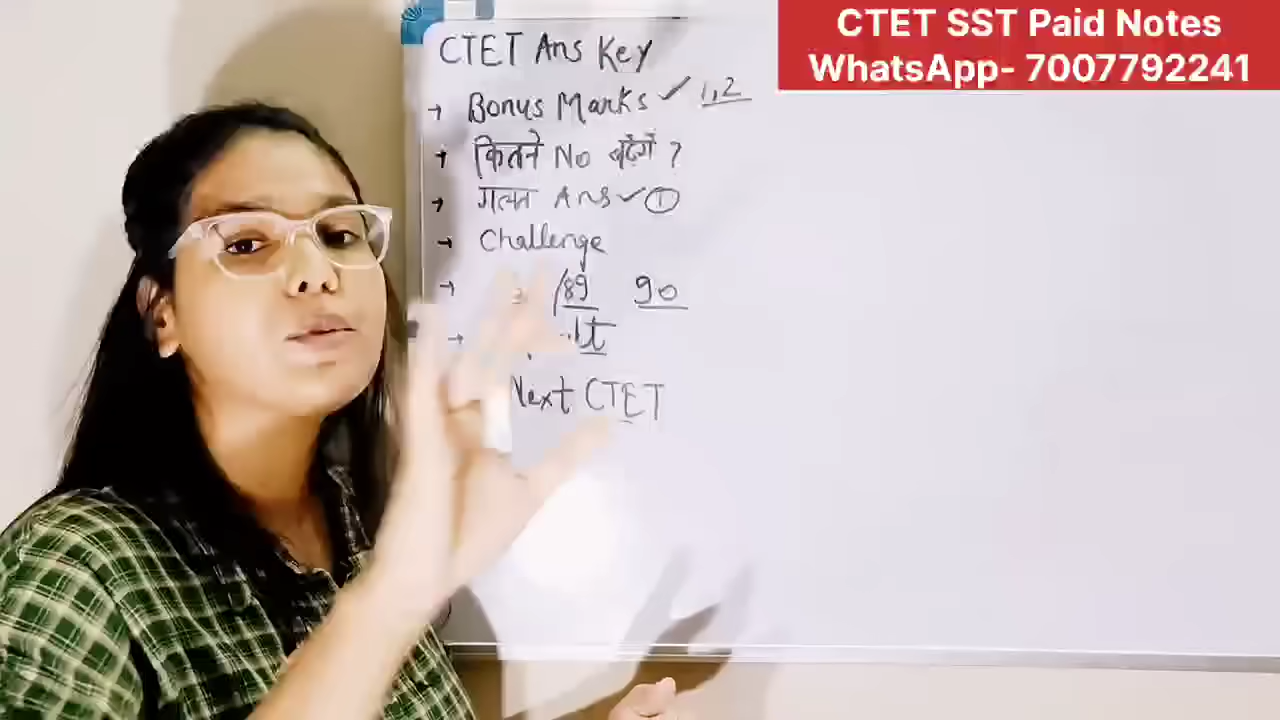 CTET SST Paid Notes
WhatsApp- 7007792241
CTET Ans Key
→ Bonus Marks ✓ 1,2
→ कितने No बढ़ेंगें ?
→ गलत Ans ✓ ①
→ Challenge
→ 89 90
→
Next CTET